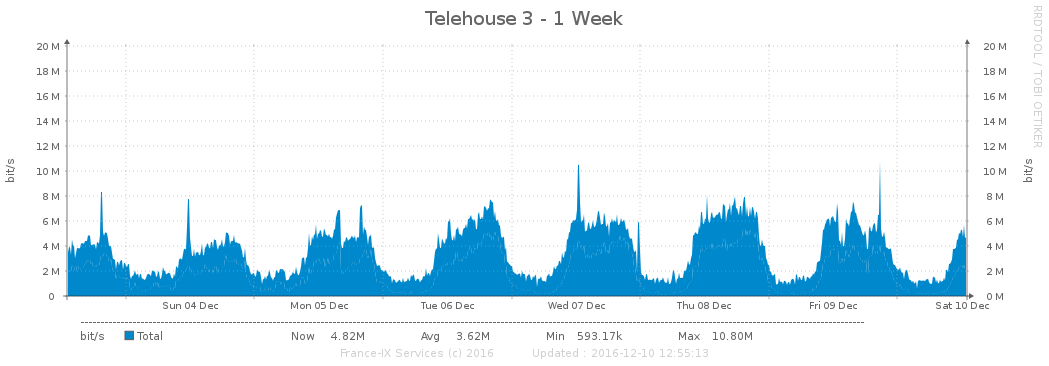 Telehouse 3 - 1 Week
RRDTOOL / TOBI OETIKER
bit/s
bit/s
20 M 20 M
18 M 18 M
16 M 16 M
14 M 14 M
12 M 12 M
10 M 10 M
8 M 8 M
6 M 6 M
4 M 4 M
2 M 2 M
0 0 M
Sun 04 Dec Mon 05 Dec Tue 06 Dec Wed 07 Dec Thu 08 Dec Fri 09 Dec Sat 10 Dec
bit/s Total Now 4.82M Avg 3.62M Min 593.17k Max 10.80M
France-IX Services (c) 2016 Updated : 2016-12-10 12:55:13